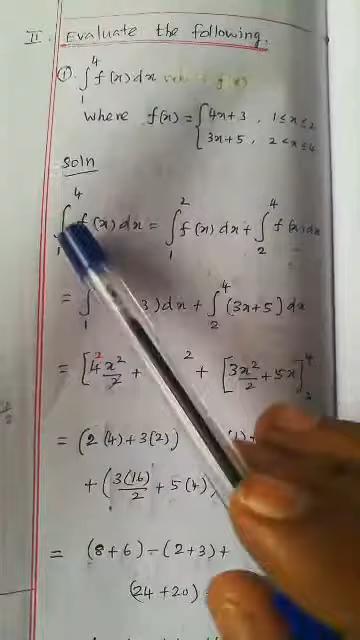 II. Evaluate the following.
① ∫₁⁴ f(x) dx
where f(x) = { 4x+3 , 1 ≤ x ≤ 2
3x+5 , 2 < x ≤ 4
Soln
∫₁⁴ f(x) dx = ∫₁² f(x) dx + ∫₂⁴ f(x) dx
= ∫₁ 3) dx + ∫₂⁴ (3x+5) dx
= [4x²/2 + ² + [3x²/2 + 5x]₂⁴
= (2(4) + 3(2)) (1) +
+ (3(16)/2 + 5(4)
= (8+6) − (2+3) +
(24+20)